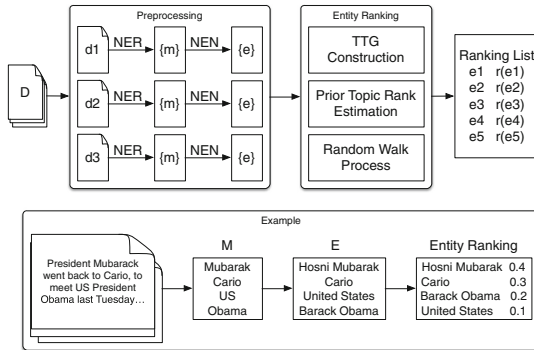 Preprocessing
Entity Ranking
D
d1 NER {m} NEN {e}
d2 NER {m} NEN {e}
d3 NER {m} NEN {e}
TTG
Construction
Prior Topic Rank
Estimation
Random Walk
Process
Ranking List
e1 r(e1)
e2 r(e2)
e3 r(e3)
e4 r(e4)
e5 r(e5)
Example
President Mubarack
went back to Cario, to
meet US President
Obama last Tuesday...
M
Mubarak
Cario
US
Obama
E
Hosni Mubarak
Cario
United States
Barack Obama
Entity Ranking
Hosni Mubarak 0.4
Cario 0.3
Barack Obama 0.2
United States 0.1